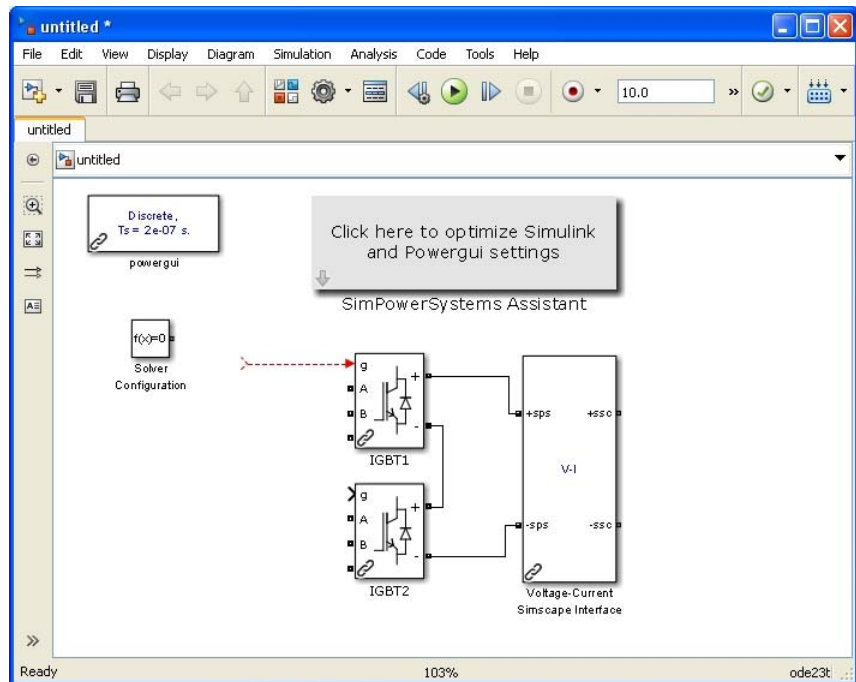 untitled *
File Edit View Display Diagram Simulation Analysis Code Tools Help
10.0
»
untitled
untitled
Discrete,
Ts = 2e-07 s.
powergui
Click here to optimize Simulink
and Powergui settings
SimPowerSystems Assistant
f(x)=0
Solver
Configuration
g
+
A
B
-
IGBT1
g
+
A
B
-
IGBT2
+sps +ssc
V-I
-sps -ssc
Voltage-Current
Simscape Interface
A
»
Ready 103% ode23t